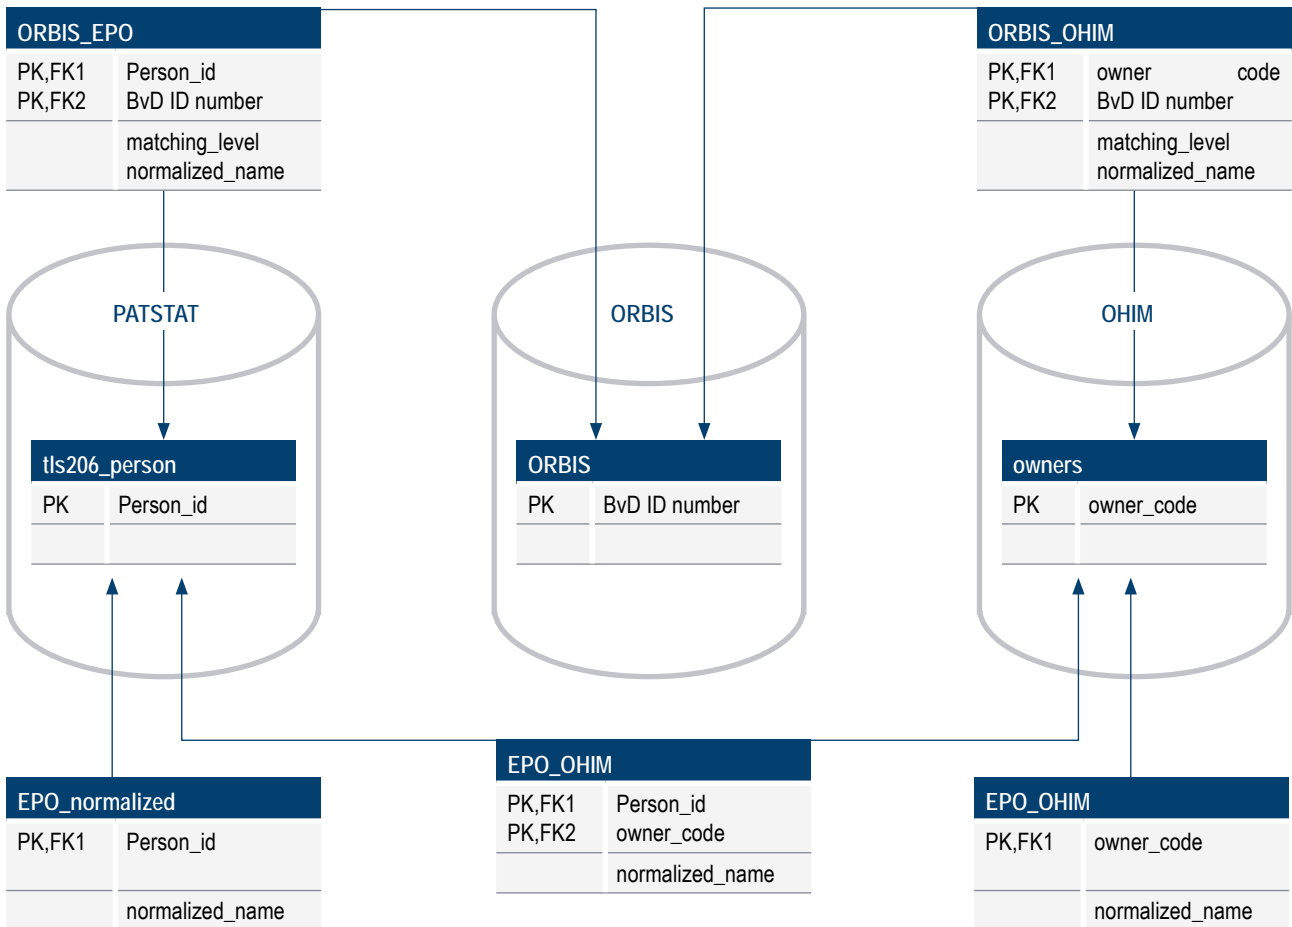 ORBIS_EPO
PK,FK1 Person_id
PK,FK2 BvD ID number
matching_level
normalized_name
ORBIS_OHIM
PK,FK1 owner code
PK,FK2 BvD ID number
matching_level
normalized_name
PATSTAT
ORBIS
OHIM
tls206_person
PK Person_id
ORBIS
PK BvD ID number
owners
PK owner_code
EPO_normalized
PK,FK1 Person_id
normalized_name
EPO_OHIM
PK,FK1 Person_id
PK,FK2 owner_code
normalized_name
EPO_OHIM
PK,FK1 owner_code
normalized_name